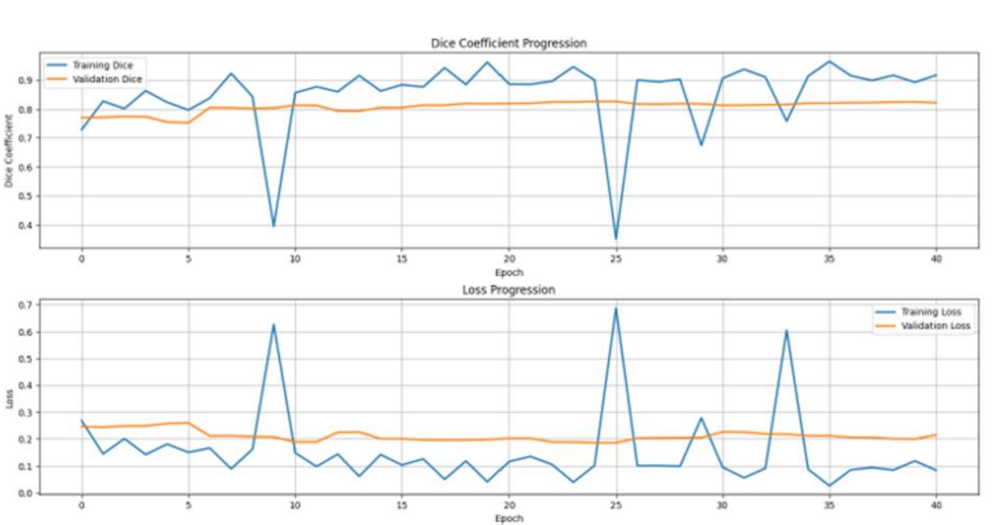 Dice Coefficient Progression
Training Dice
Validation Dice
0.9
0.8
0.7
0.6
0.5
0.4
Dice Coefficient
0 5 10 15 20 25 30 35 40
Epoch
Loss Progression
Training Loss
Validation Loss
0.7
0.6
0.5
0.4
0.3
0.2
0.1
0.0
Loss
0 5 10 15 20 25 30 35 40
Epoch